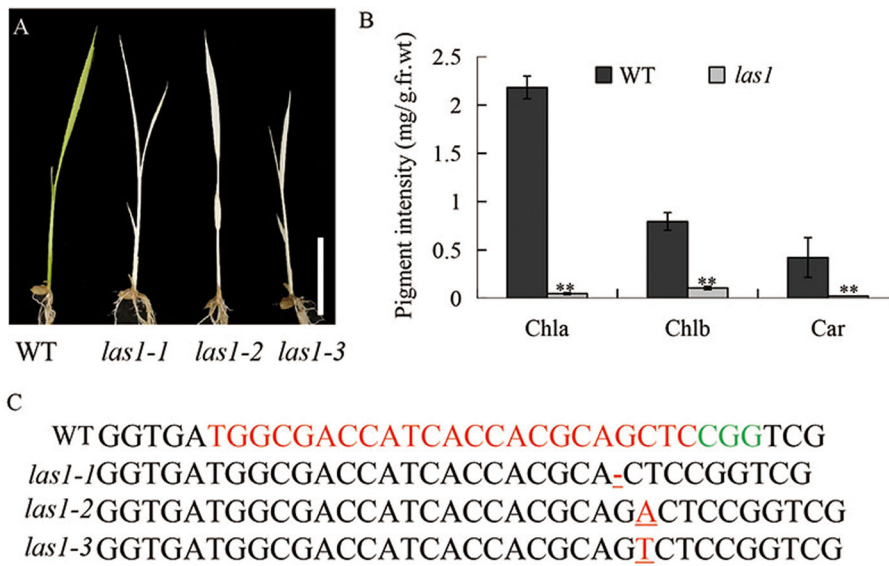 A
WT las1-1 las1-2 las1-3
B
Pigment intensity (mg/g.fr.wt)
2.5
2
1.5
1
0.5
0
WT las1
** ** **
Chla Chlb Car
C
WT GGTGATGGCGACCATCACCACGCAGCTCCGGTCG
las1-1 GGTGATGGCGACCATCACCACGCA-CTCCGGTCG
las1-2 GGTGATGGCGACCATCACCACGCAGACTCCGGTCG
las1-3 GGTGATGGCGACCATCACCACGCAGTCTCCGGTCG